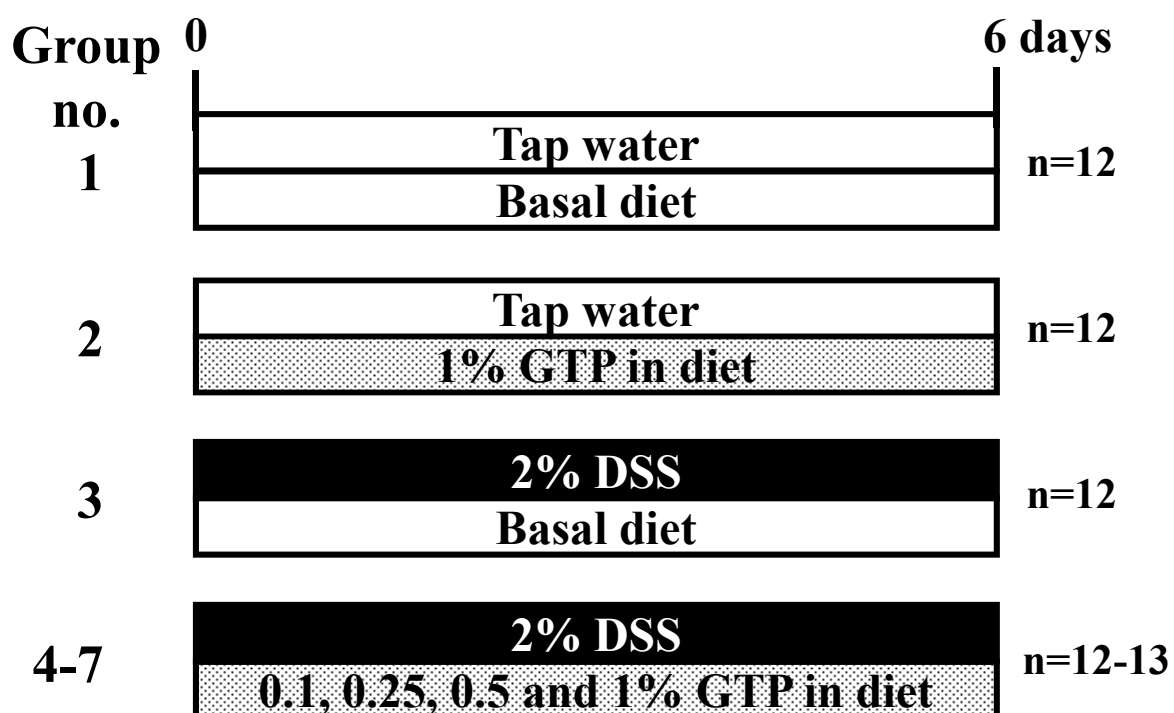 Group 0 6 days
no.
Tap water
1 n=12
Basal diet
Tap water
2 n=12
1% GTP in diet
2% DSS
3 n=12
Basal diet
2% DSS
4-7 n=12-13
0.1, 0.25, 0.5 and 1% GTP in diet